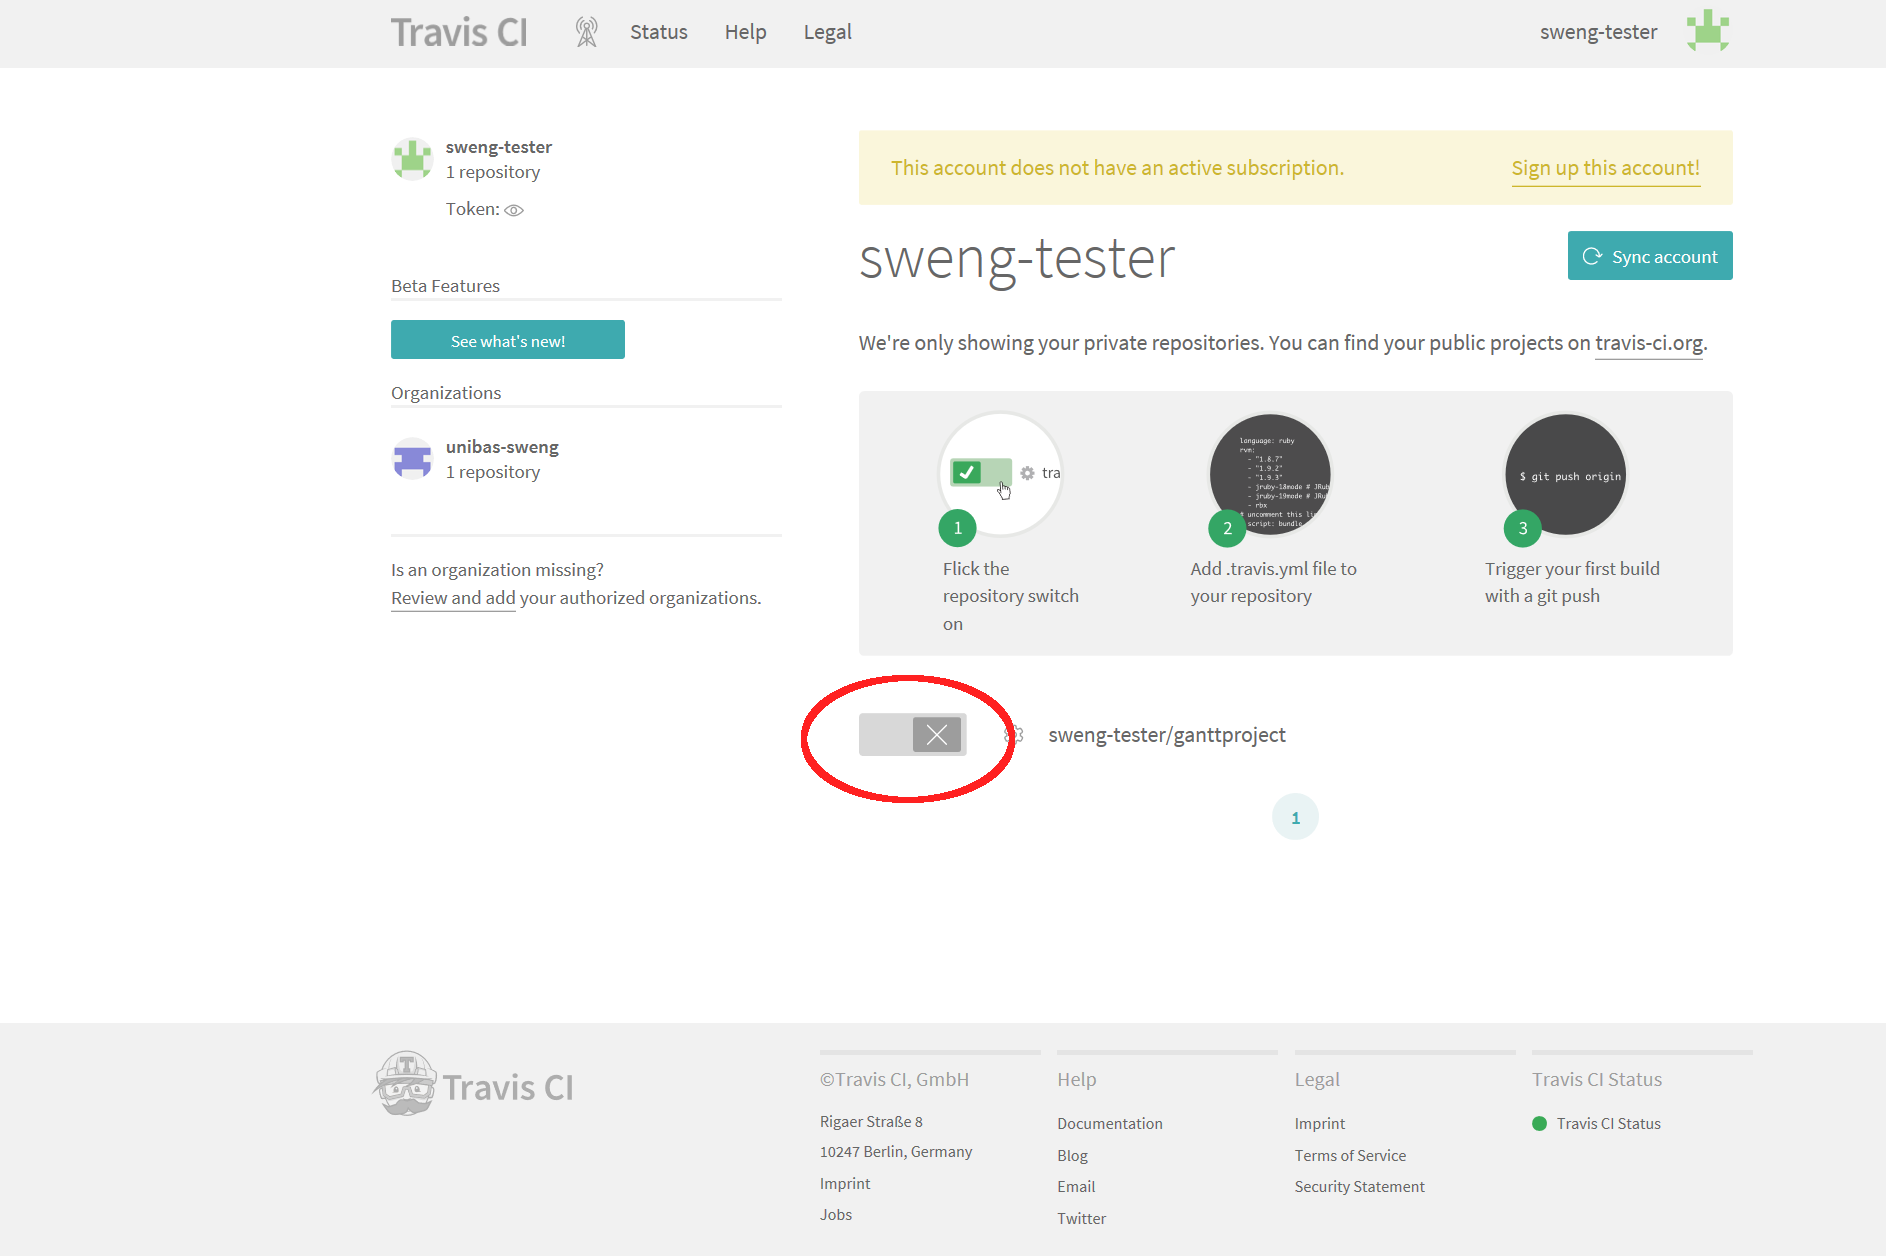 Travis CI
Status
Help
Legal
sweng-tester
sweng-tester
1 repository
Token:
Beta Features
See what's new!
Organizations
unibas-sweng
1 repository
Is an organization missing?
Review and add your authorized organizations.
This account does not have an active subscription.
Sign up this account!
sweng-tester
Sync account
We're only showing your private repositories. You can find your public projects on travis-ci.org.
tra
1
Flick the
repository switch
on
language: ruby
rvm:
- "1.8.7"
- "1.9.2"
- "1.9.3"
- jruby-18mode # JRub
- jruby-19mode # JRu
- rbx
# uncomment this li
script: bundle
2
Add .travis.yml file to
your repository
$ git push origin
3
Trigger your first build
with a git push
sweng-tester/ganttproject
1
Travis CI
©Travis CI, GmbH
Rigaer Straße 8
10247 Berlin, Germany
Imprint
Jobs
Help
Documentation
Blog
Email
Twitter
Legal
Imprint
Terms of Service
Security Statement
Travis CI Status
Travis CI Status